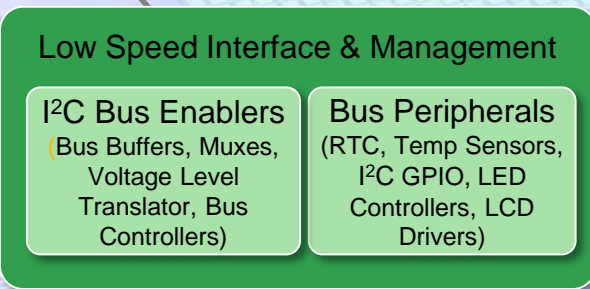 Low Speed Interface & Management
I²C Bus Enablers
(Bus Buffers, Muxes,
Voltage Level
Translator, Bus
Controllers)
Bus Peripherals
(RTC, Temp Sensors,
I²C GPIO, LED
Controllers, LCD
Drivers)